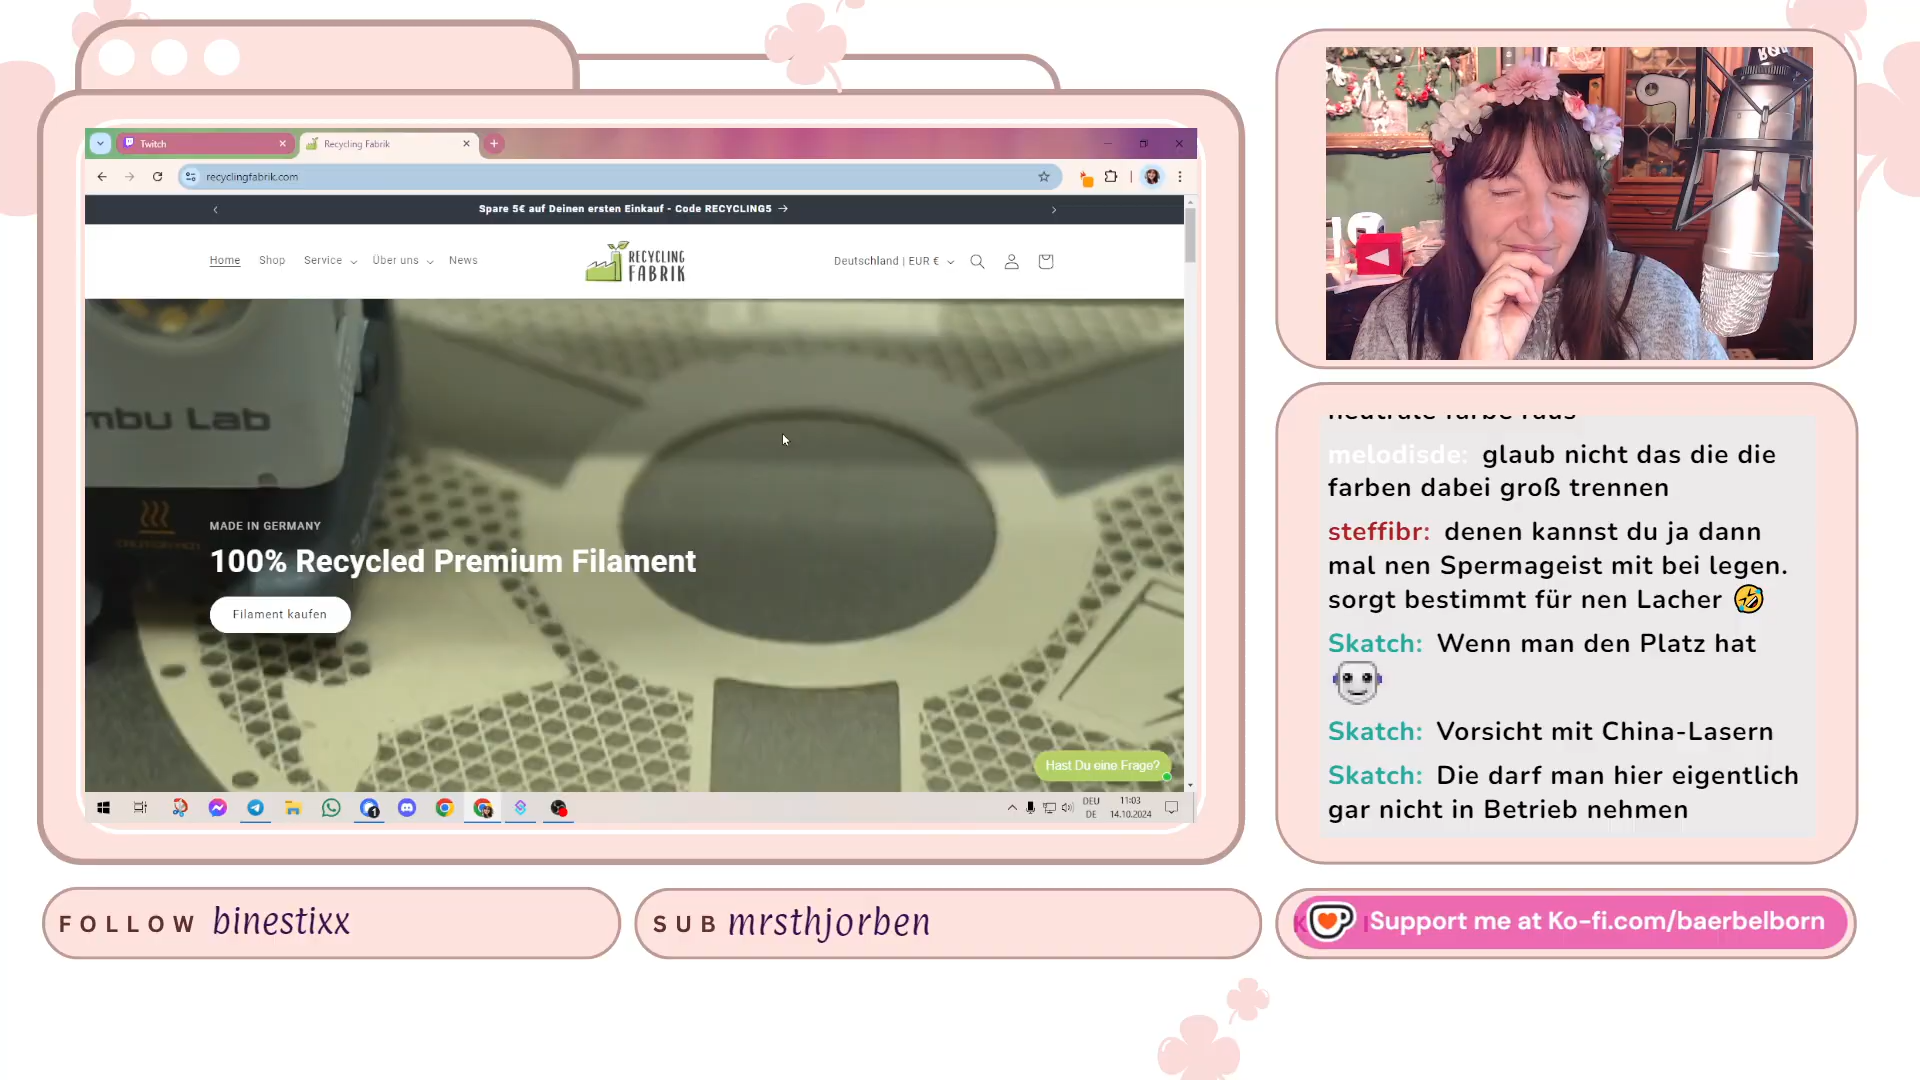 Twitch
Recycling Fabrik
recyclingfabrik.com
Spare 5€ auf Deinen ersten Einkauf - Code RECYCLING5 →
Home Shop Service Über uns News
RECYCLING
FABRIK
Deutschland | EUR €
mbu Lab
MADE IN GERMANY
100% Recycled Premium Filament
Filament kaufen
Hast Du eine Frage?
DEU
DE
11:03
14.10.2024
neutrale farbe raus
melodisde: glaub nicht das die die
farben dabei groß trennen
steffibr: denen kannst du ja dann
mal nen Spermageist mit bei legen.
sorgt bestimmt für nen Lacher 🤣
Skatch: Wenn man den Platz hat
Skatch: Vorsicht mit China-Lasern
Skatch: Die darf man hier eigentlich
gar nicht in Betrieb nehmen
FOLLOW binestixx
SUB mrsthjorben
Support me at Ko-fi.com/baerbelborn